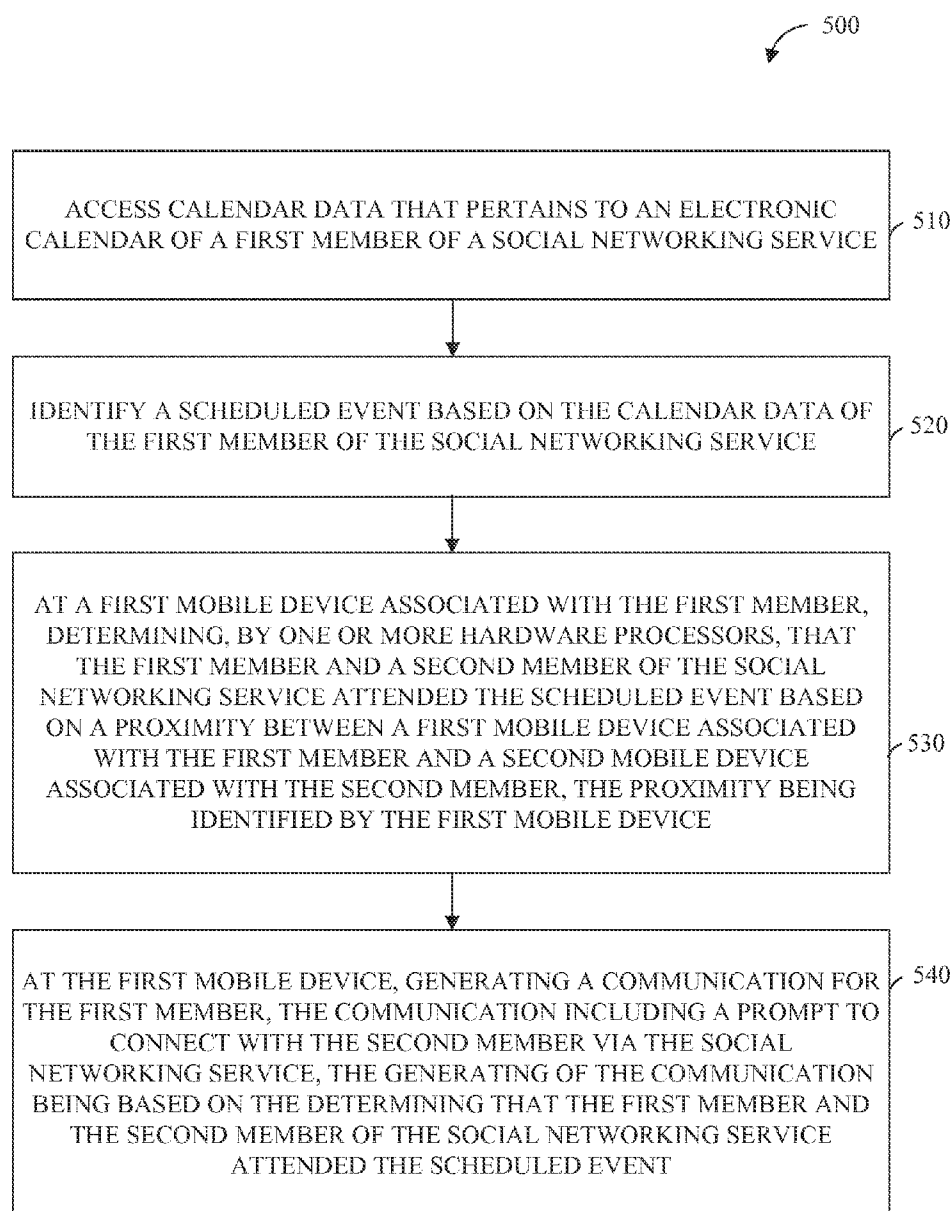 500
ACCESS CALENDAR DATA THAT PERTAINS TO AN ELECTRONIC
CALENDAR OF A FIRST MEMBER OF A SOCIAL NETWORKING SERVICE
510
IDENTIFY A SCHEDULED EVENT BASED ON THE CALENDAR DATA OF
THE FIRST MEMBER OF THE SOCIAL NETWORKING SERVICE
520
AT A FIRST MOBILE DEVICE ASSOCIATED WITH THE FIRST MEMBER,
DETERMINING, BY ONE OR MORE HARDWARE PROCESSORS, THAT
THE FIRST MEMBER AND A SECOND MEMBER OF THE SOCIAL
NETWORKING SERVICE ATTENDED THE SCHEDULED EVENT BASED
ON A PROXIMITY BETWEEN A FIRST MOBILE DEVICE ASSOCIATED
WITH THE FIRST MEMBER AND A SECOND MOBILE DEVICE
ASSOCIATED WITH THE SECOND MEMBER, THE PROXIMITY BEING
IDENTIFIED BY THE FIRST MOBILE DEVICE
530
AT THE FIRST MOBILE DEVICE, GENERATING A COMMUNICATION FOR
THE FIRST MEMBER, THE COMMUNICATION INCLUDING A PROMPT TO
CONNECT WITH THE SECOND MEMBER VIA THE SOCIAL
NETWORKING SERVICE, THE GENERATING OF THE COMMUNICATION
BEING BASED ON THE DETERMINING THAT THE FIRST MEMBER AND
THE SECOND MEMBER OF THE SOCIAL NETWORKING SERVICE
ATTENDED THE SCHEDULED EVENT
540